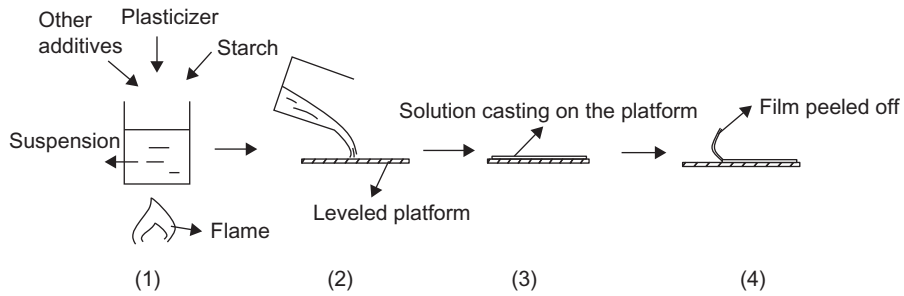 Other
additives
Plasticizer
Starch
Suspension
Flame
Leveled platform
Solution casting on the platform
Film peeled off
(1)
(2)
(3)
(4)